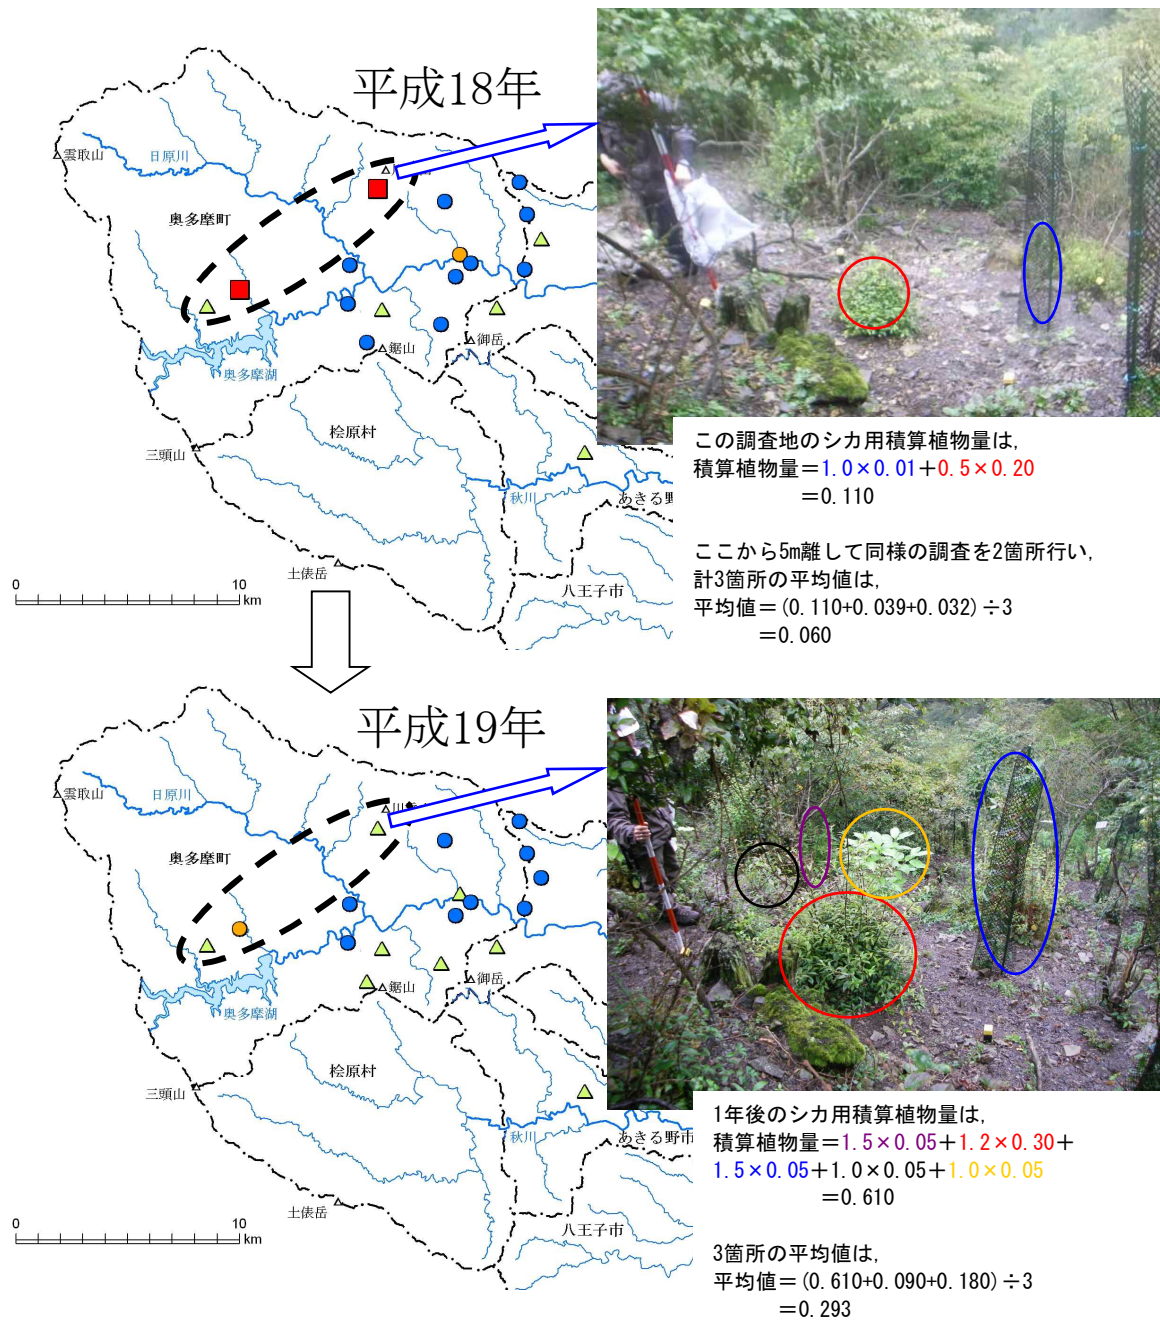 平成18年
雲取山
日原川
奥多摩町
鋸山
御岳
奥多摩湖
桧原村
三頭山
秋川
あきる野
土俵岳
八王子市
0 10
km
この調査地のシカ用積算植物量は，
積算植物量＝1.0×0.01＋0.5×0.20
＝0.110
ここから5m離して同様の調査を2箇所行い，
計3箇所の平均値は，
平均値＝(0.110+0.039+0.032)÷3
＝0.060
平成19年
雲取山
日原川
奥多摩町
鋸山
御岳
奥多摩湖
桧原村
三頭山
秋川
あきる野市
土俵岳
八王子市
0 10
km
1年後のシカ用積算植物量は，
積算植物量＝1.5×0.05＋1.2×0.30＋
1.5×0.05＋1.0×0.05＋1.0×0.05
＝0.610
3箇所の平均値は，
平均値＝(0.610+0.090+0.180)÷3
＝0.293